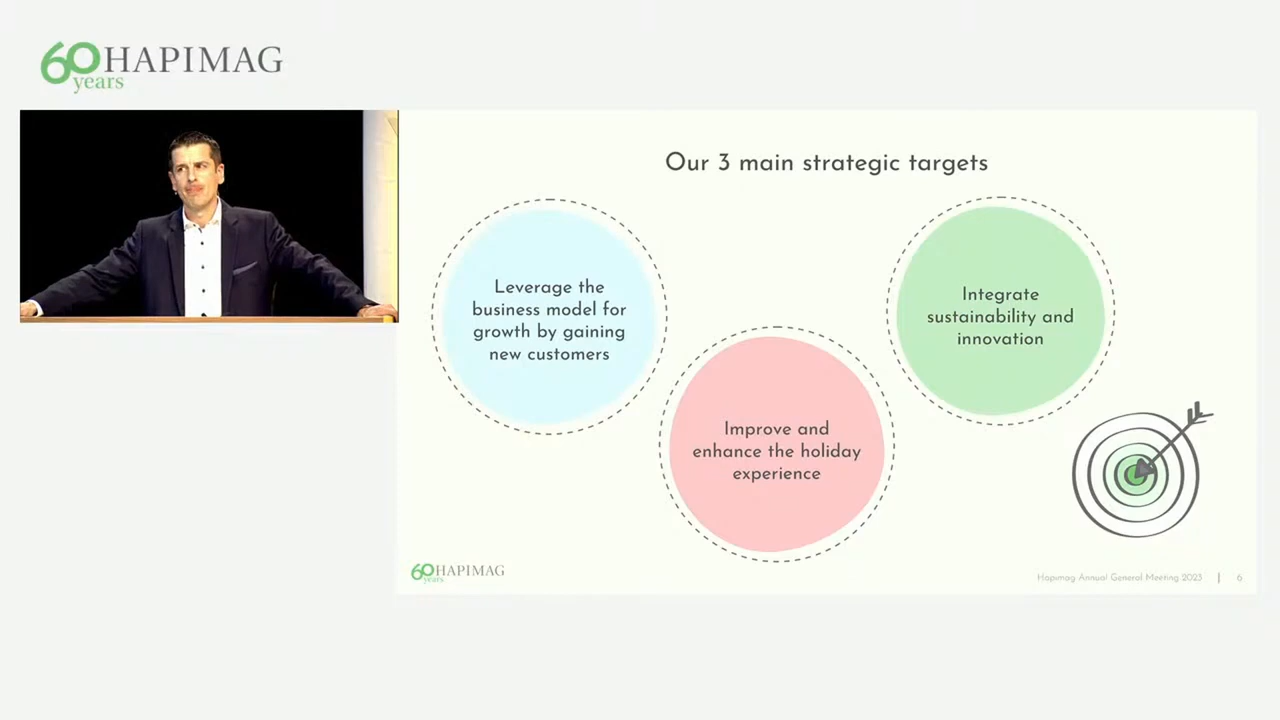 60 HAPIMAG
years
Our 3 main strategic targets
Leverage the
business model for
growth by gaining
new customers
Improve and
enhance the holiday
experience
Integrate
sustainability and
innovation
60 HAPIMAG
years
Hapimag Annual General Meeting 2023 | 6